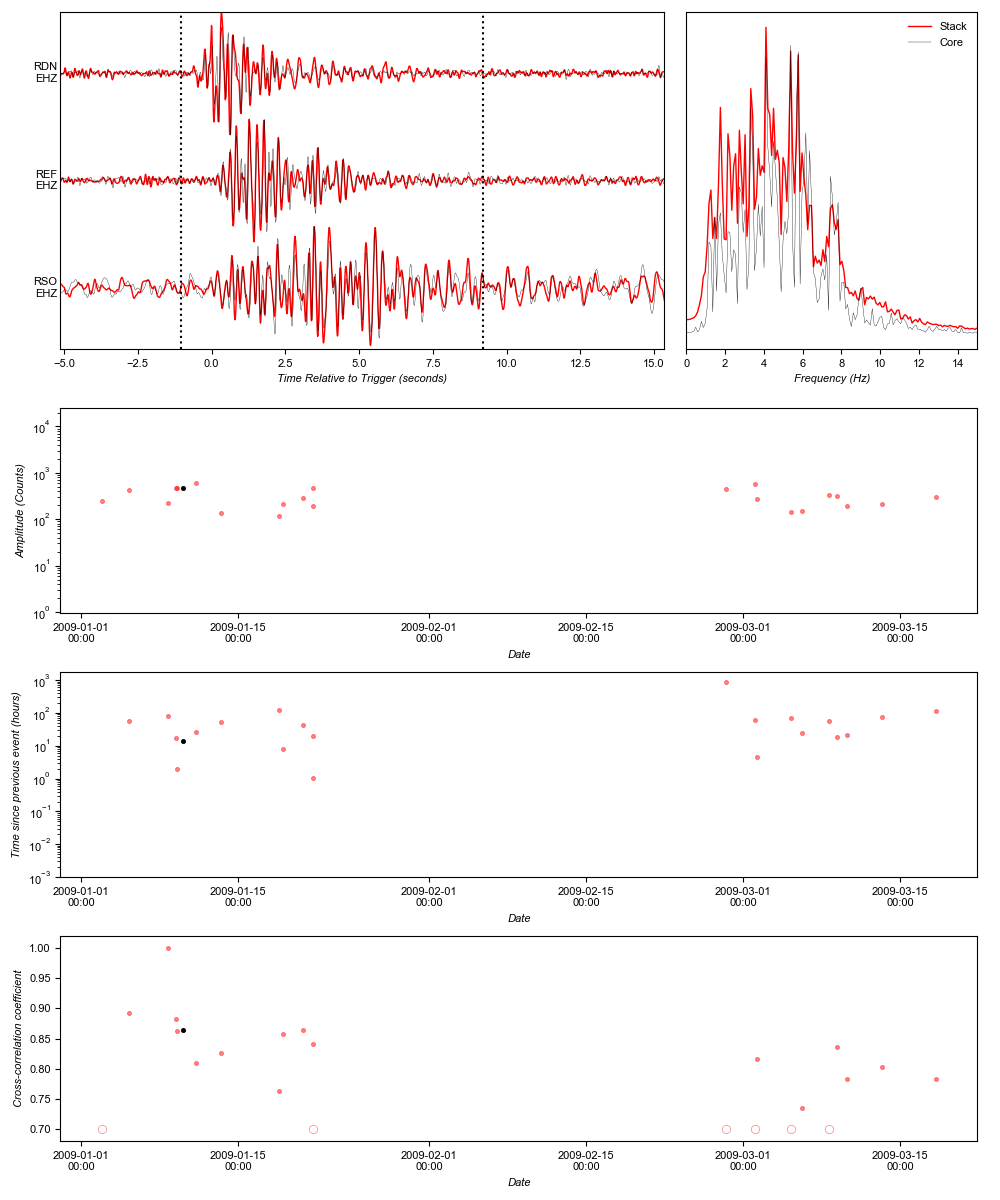 Stack
Core
RDN
EHZ
REF
EHZ
RSO
EHZ
−5.0 −2.5 0.0 2.5 5.0 7.5 10.0 12.5 15.0
Time Relative to Trigger (seconds)
0 2 4 6 8 10 12 14
Frequency (Hz)
10⁴
10³
10²
10¹
10⁰
Amplitude (Counts)
2009-01-01 2009-01-15 2009-02-01 2009-02-15 2009-03-01 2009-03-15
00:00 00:00 00:00 00:00 00:00 00:00
Date
10³
10²
10¹
10⁰
10⁻¹
10⁻²
10⁻³
Time since previous event (hours)
2009-01-01 2009-01-15 2009-02-01 2009-02-15 2009-03-01 2009-03-15
00:00 00:00 00:00 00:00 00:00 00:00
Date
1.00
0.95
0.90
0.85
0.80
0.75
0.70
Cross-correlation coefficient
2009-01-01 2009-01-15 2009-02-01 2009-02-15 2009-03-01 2009-03-15
00:00 00:00 00:00 00:00 00:00 00:00
Date